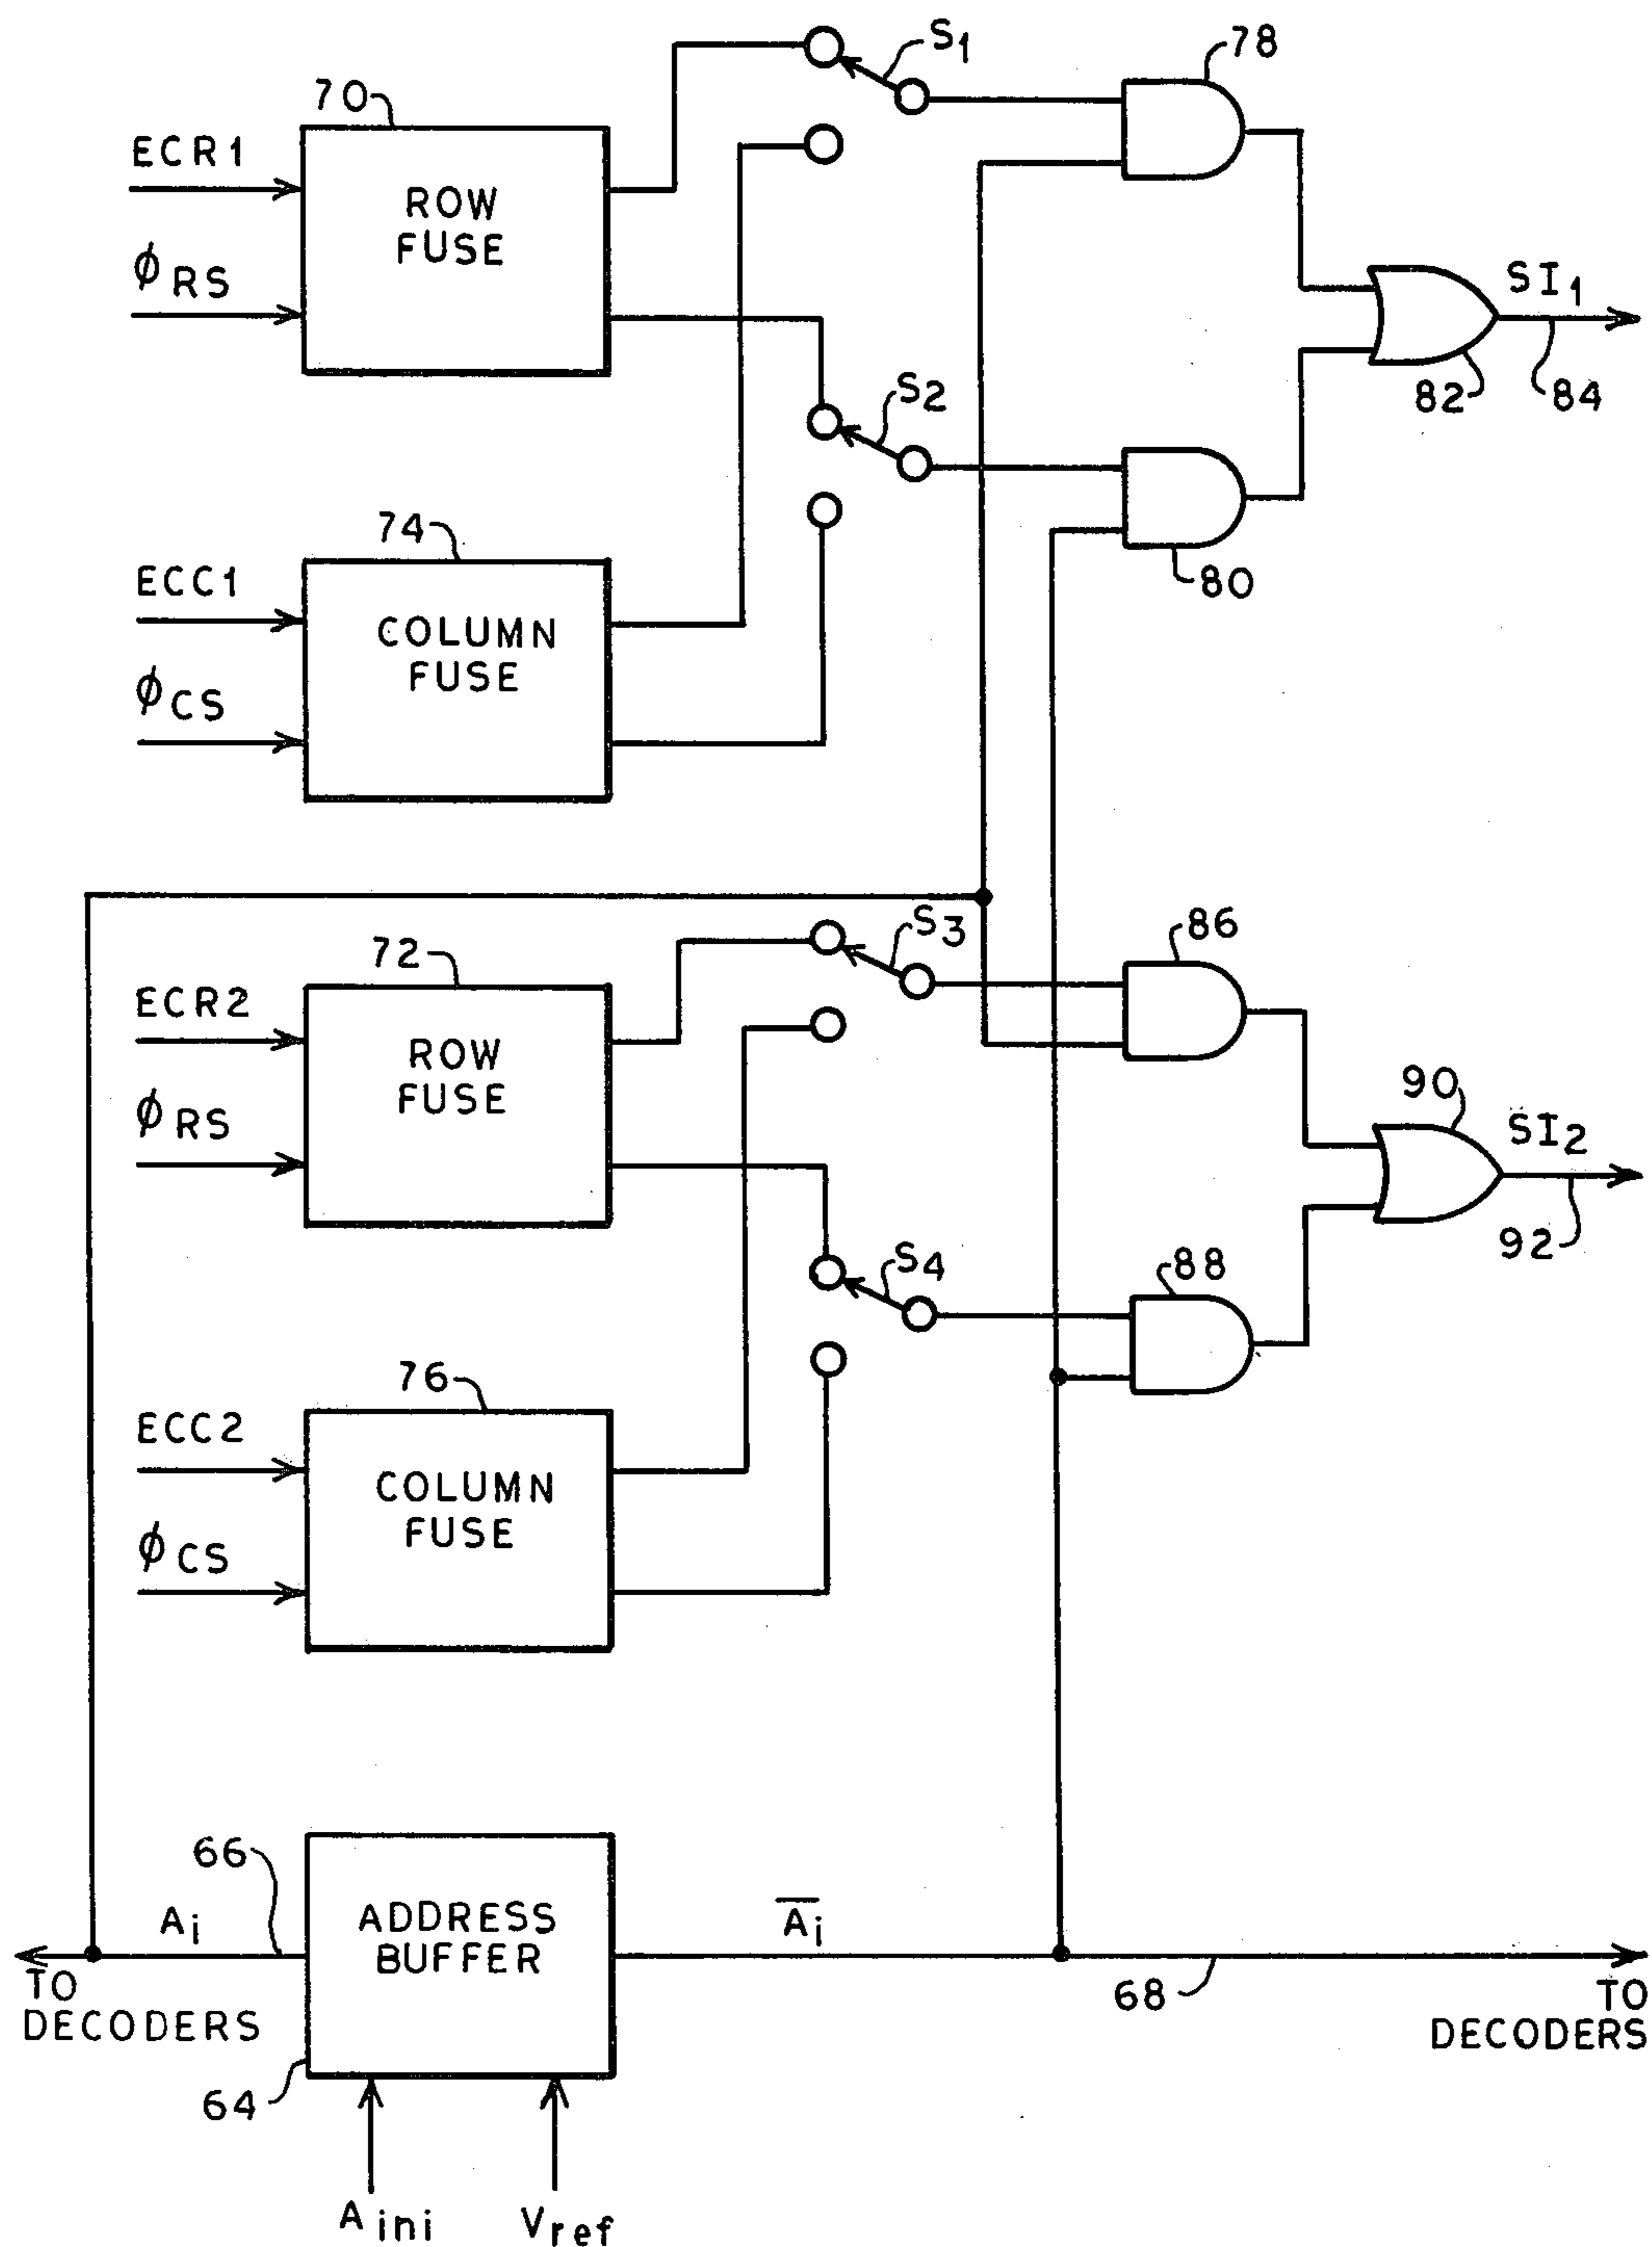 S1
78
70
ECR1
ROW
FUSE
ϕRS
SI1
82
84
S2
74
80
ECC1
COLUMN
FUSE
ϕCS
S3
86
72
ECR2
ROW
FUSE
90
ϕRS
SI2
92
S4
88
76
ECC2
COLUMN
FUSE
ϕCS
66
Ai
ADDRESS
BUFFER
A̅i
TO
DECODERS
68
TO
DECODERS
64
Aini
Vref